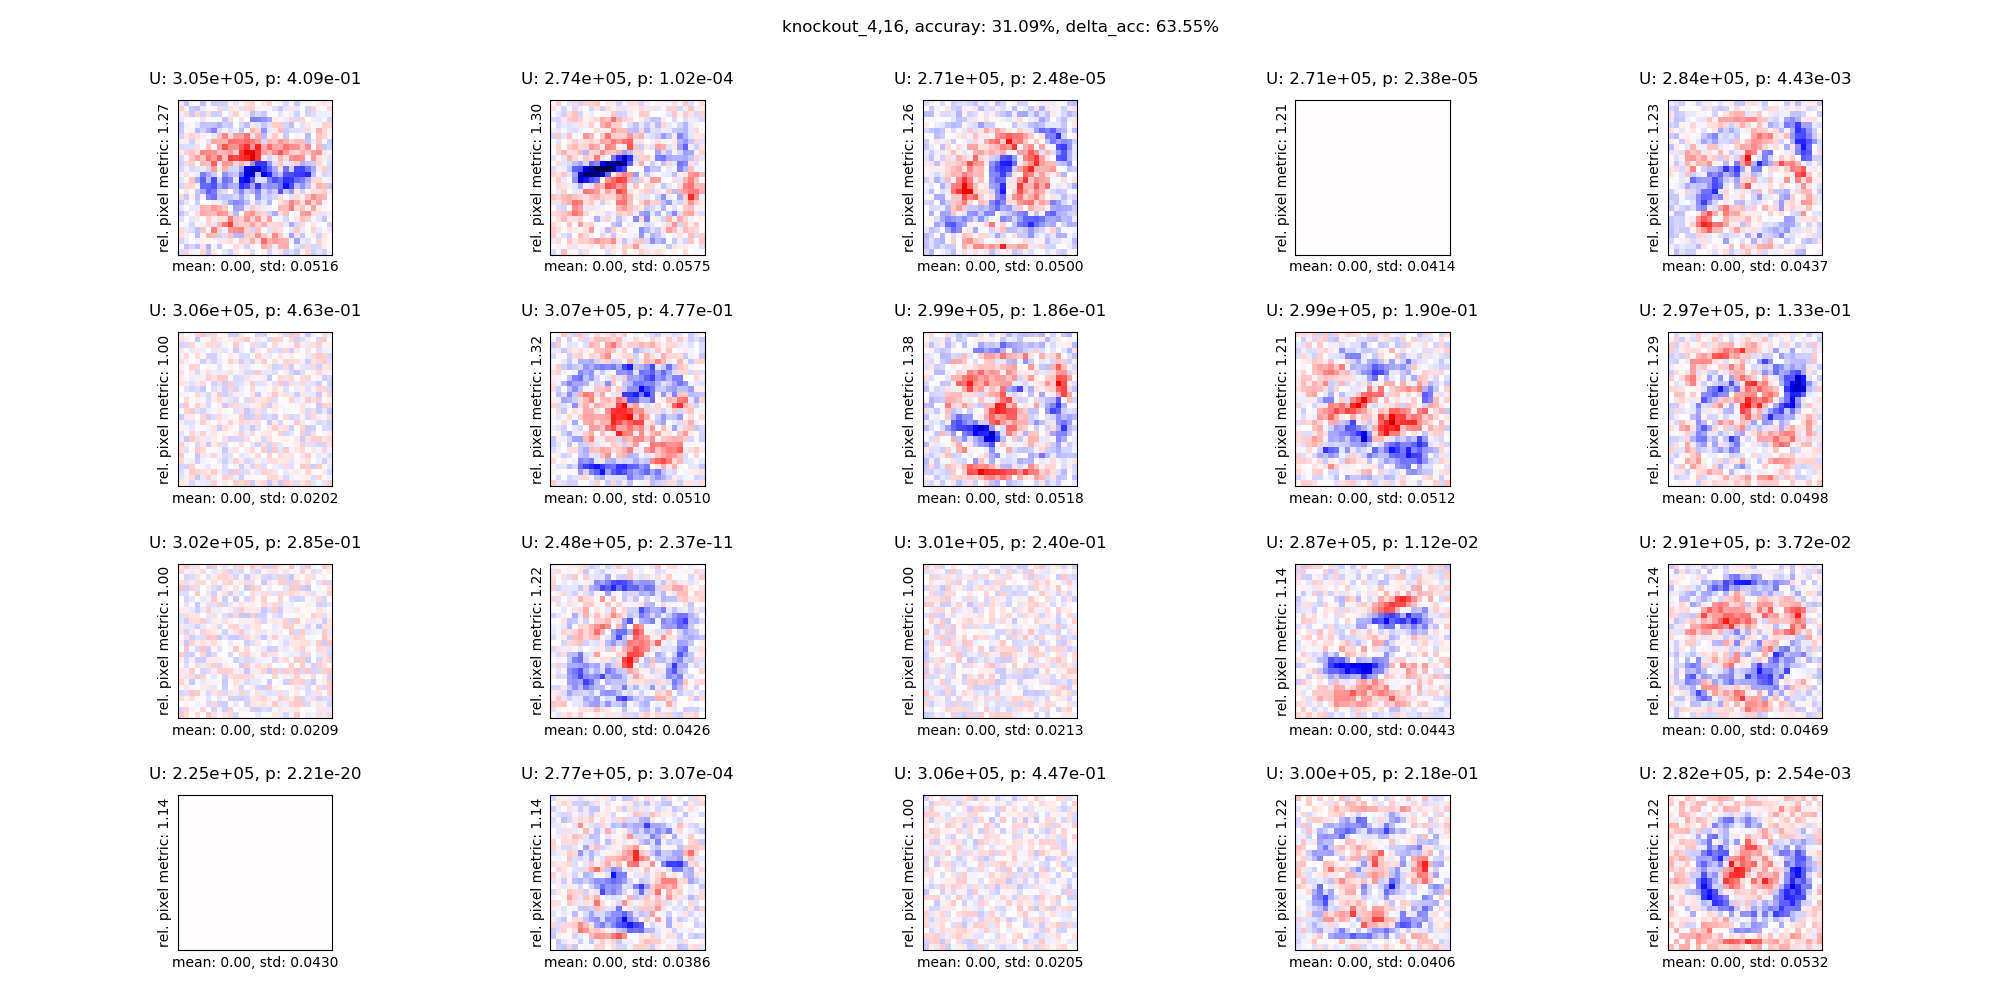 knockout_4,16, accuray: 31.09%, delta_acc: 63.55%
U: 3.05e+05, p: 4.09e-01
rel. pixel metric: 1.27
mean: 0.00, std: 0.0516
U: 2.74e+05, p: 1.02e-04
rel. pixel metric: 1.30
mean: 0.00, std: 0.0575
U: 2.71e+05, p: 2.48e-05
rel. pixel metric: 1.26
mean: 0.00, std: 0.0500
U: 2.71e+05, p: 2.38e-05
rel. pixel metric: 1.21
mean: 0.00, std: 0.0414
U: 2.84e+05, p: 4.43e-03
rel. pixel metric: 1.23
mean: 0.00, std: 0.0437
U: 3.06e+05, p: 4.63e-01
rel. pixel metric: 1.00
mean: 0.00, std: 0.0202
U: 3.07e+05, p: 4.77e-01
rel. pixel metric: 1.32
mean: 0.00, std: 0.0510
U: 2.99e+05, p: 1.86e-01
rel. pixel metric: 1.38
mean: 0.00, std: 0.0518
U: 2.99e+05, p: 1.90e-01
rel. pixel metric: 1.21
mean: 0.00, std: 0.0512
U: 2.97e+05, p: 1.33e-01
rel. pixel metric: 1.29
mean: 0.00, std: 0.0498
U: 3.02e+05, p: 2.85e-01
rel. pixel metric: 1.00
mean: 0.00, std: 0.0209
U: 2.48e+05, p: 2.37e-11
rel. pixel metric: 1.22
mean: 0.00, std: 0.0426
U: 3.01e+05, p: 2.40e-01
rel. pixel metric: 1.00
mean: 0.00, std: 0.0213
U: 2.87e+05, p: 1.12e-02
rel. pixel metric: 1.14
mean: 0.00, std: 0.0443
U: 2.91e+05, p: 3.72e-02
rel. pixel metric: 1.24
mean: 0.00, std: 0.0469
U: 2.25e+05, p: 2.21e-20
rel. pixel metric: 1.14
mean: 0.00, std: 0.0430
U: 2.77e+05, p: 3.07e-04
rel. pixel metric: 1.14
mean: 0.00, std: 0.0386
U: 3.06e+05, p: 4.47e-01
rel. pixel metric: 1.00
mean: 0.00, std: 0.0205
U: 3.00e+05, p: 2.18e-01
rel. pixel metric: 1.22
mean: 0.00, std: 0.0406
U: 2.82e+05, p: 2.54e-03
rel. pixel metric: 1.22
mean: 0.00, std: 0.0532